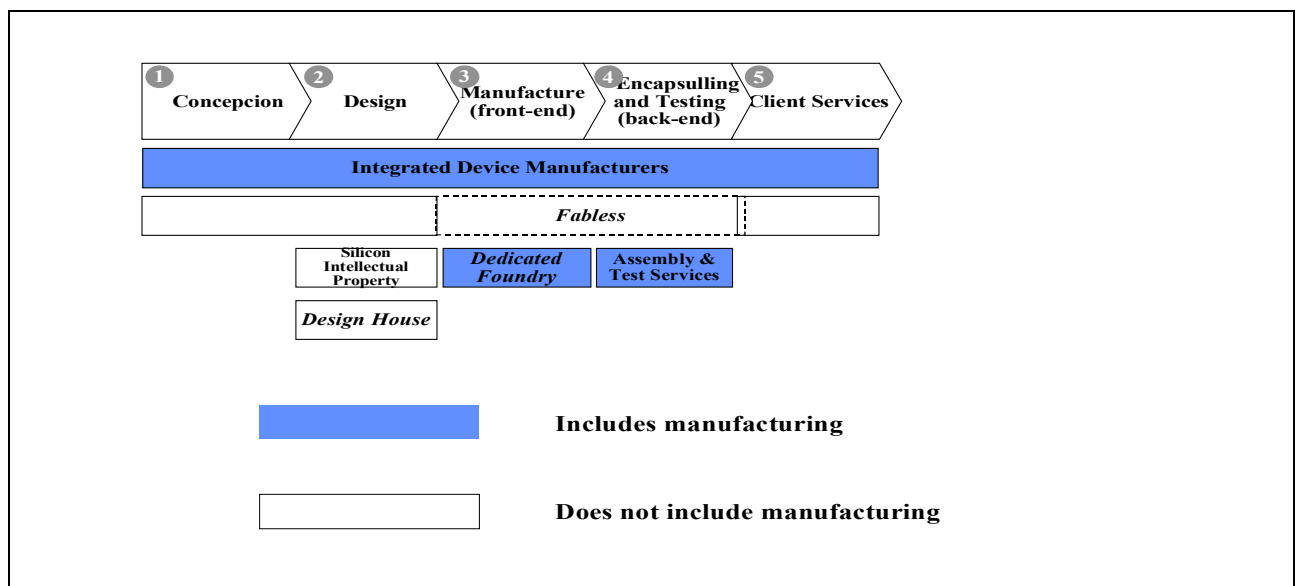 1
Concepcion
2
Design
3
Manufacture
(front-end)
4
Encapsulling
and Testing
(back-end)
5
Client Services
Integrated Device Manufacturers
Fabless
Silicon
Intellectual
Property
Dedicated
Foundry
Assembly &
Test Services
Design House
Includes manufacturing
Does not include manufacturing